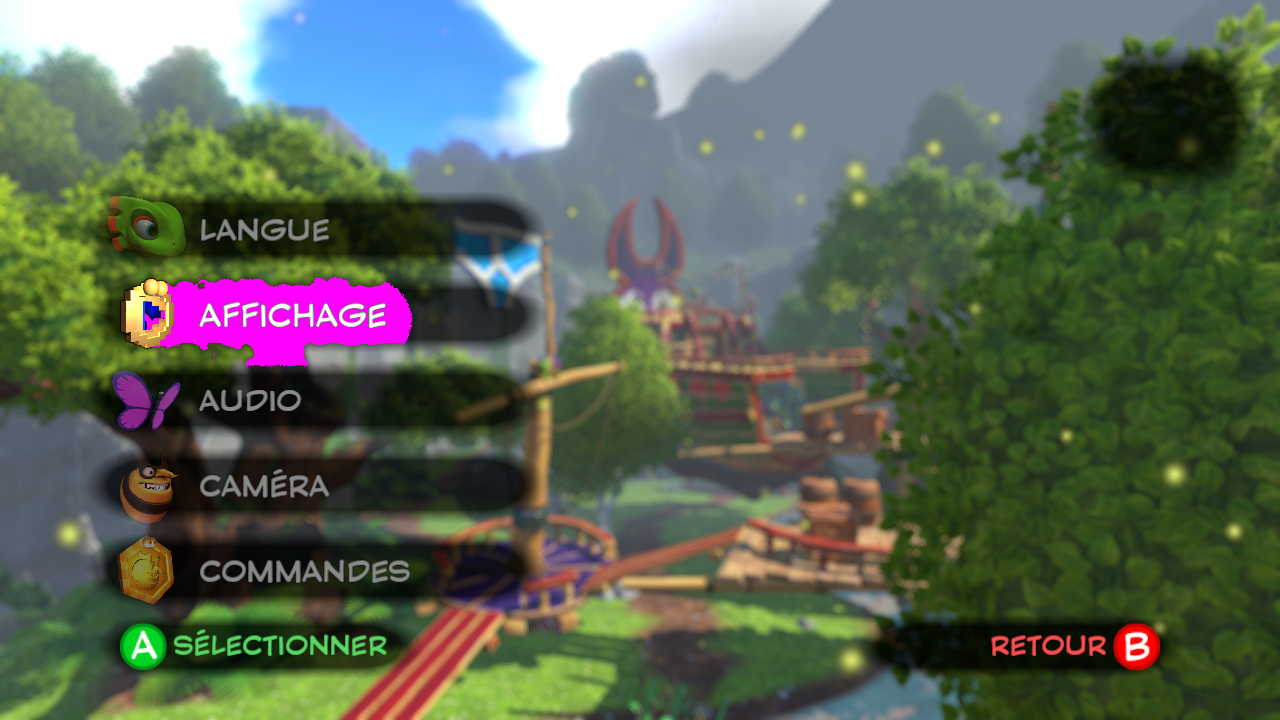 LANGUE
AFFICHAGE
AUDIO
CAMÉRA
COMMANDES
A SÉLECTIONNER
RETOUR B